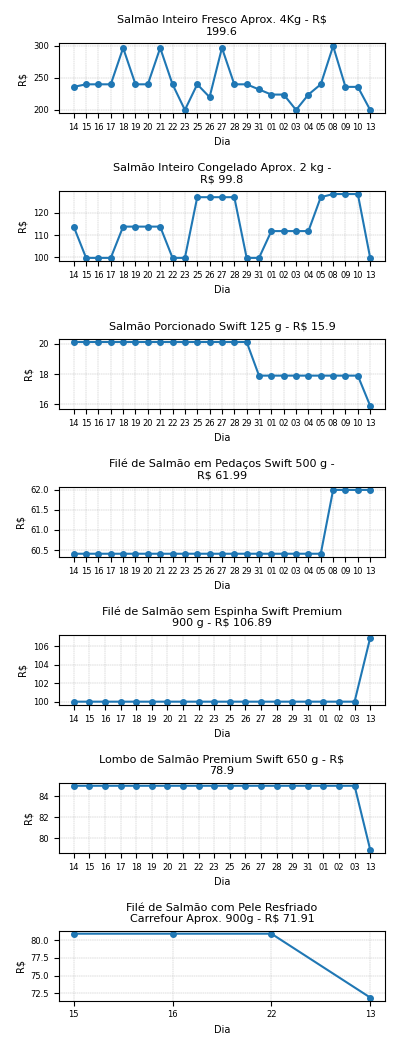 Salmão Inteiro Fresco Aprox. 4Kg - R$
199.6
300
250
200
R$
14 15 16 17 18 19 20 21 22 23 25 26 27 28 29 31 01 02 03 04 05 08 09 10 13
Dia
Salmão Inteiro Congelado Aprox. 2 kg -
R$ 99.8
120
110
100
R$
14 15 16 17 18 19 20 21 22 23 25 26 27 28 29 30 01 02 03 04 05 08 09 10 13
Dia
Salmão Porcionado Swift 125 g - R$ 15.9
20
18
16
R$
14 15 16 17 18 19 20 21 22 23 25 26 27 28 29 31 01 02 03 04 05 08 09 10 13
Dia
Filé de Salmão em Pedaços Swift 500 g -
R$ 61.99
62.0
61.5
61.0
60.5
R$
14 15 16 17 18 19 20 21 22 23 25 26 27 28 29 31 01 02 03 04 05 08 09 10 13
Dia
Filé de Salmão sem Espinha Swift Premium
900 g - R$ 106.89
106
104
102
100
R$
14 15 16 17 18 19 20 21 22 23 25 26 27 28 29 31 01 02 03 13
Dia
Lombo de Salmão Premium Swift 650 g - R$
78.9
84
82
80
R$
14 15 16 17 18 19 20 21 22 23 25 26 27 28 29 31 01 02 03 13
Dia
Filé de Salmão com Pele Resfriado
Carrefour Aprox. 900g - R$ 71.91
80.0
77.5
75.0
72.5
R$
15 16 22 13
Dia